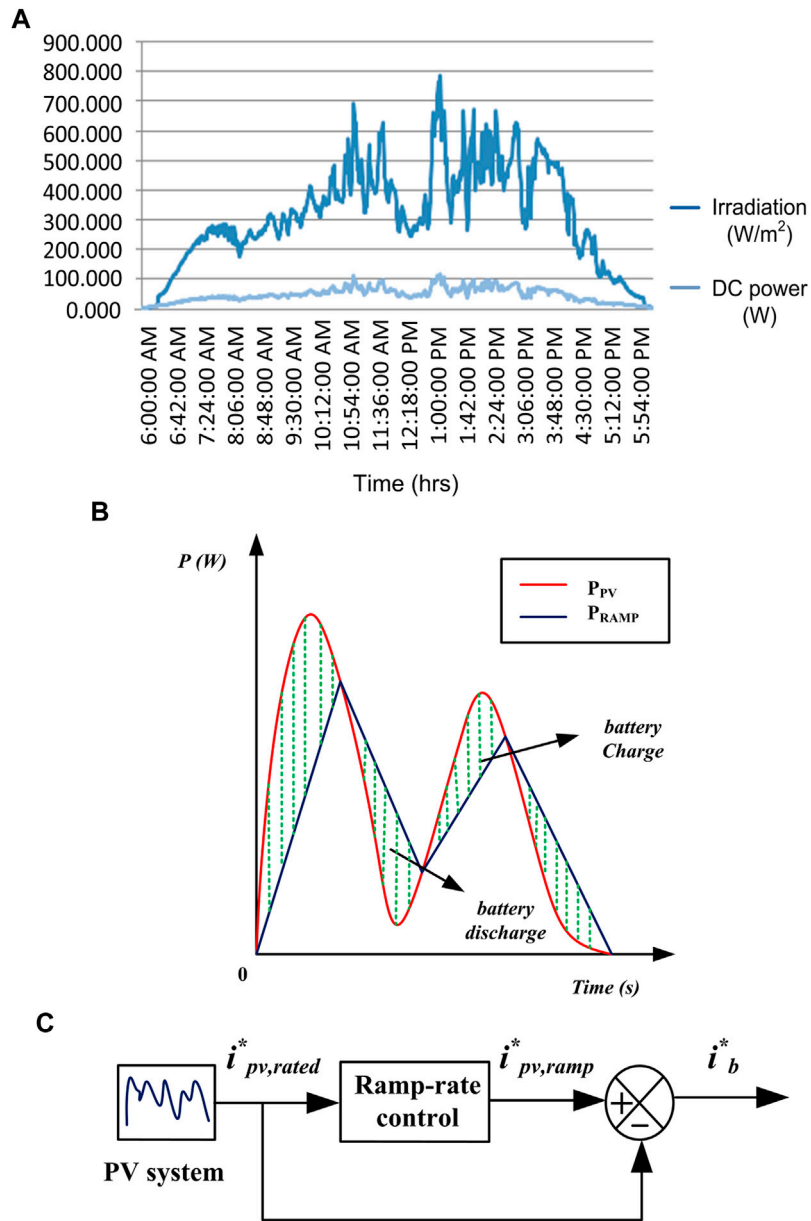 A
900.000
800.000
700.000
600.000
500.000
400.000
300.000
200.000
100.000
0.000
6:00:00 AM
6:42:00 AM
7:24:00 AM
8:06:00 AM
8:48:00 AM
9:30:00 AM
10:12:00 AM
10:54:00 AM
11:36:00 AM
12:18:00 PM
1:00:00 PM
1:42:00 PM
2:24:00 PM
3:06:00 PM
3:48:00 PM
4:30:00 PM
5:12:00 PM
5:54:00 PM
Time (hrs)
Irradiation
(W/m²)
DC power
(W)
B
P (W)
P_PV
P_RAMP
battery
Charge
battery
discharge
0
Time (s)
C
i*pv,rated
i*pv,ramp
i*b
Ramp-rate
control
+
−
PV system